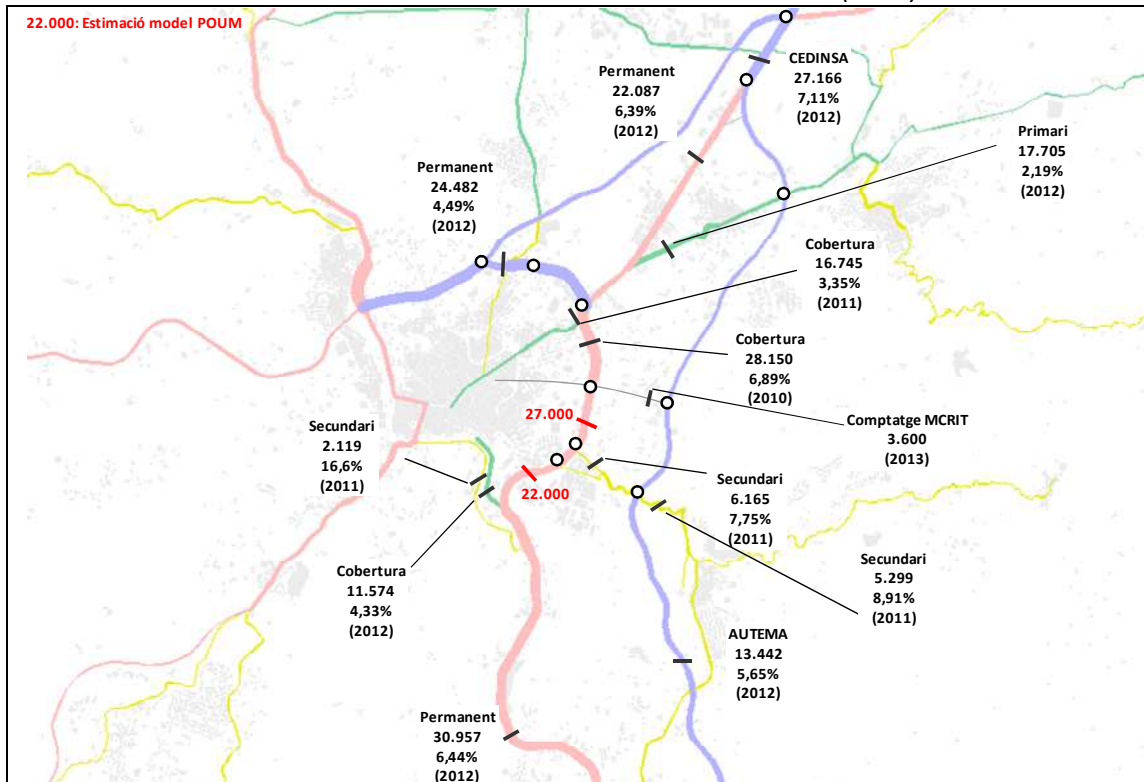 22.000: Estimació model POUM
CEDINSA
27.166
7,11%
(2012)
Permanent
22.087
6,39%
(2012)
Primari
17.705
2,19%
(2012)
Permanent
24.482
4,49%
(2012)
Cobertura
16.745
3,35%
(2011)
Cobertura
28.150
6,89%
(2010)
27.000
Comptatge MCRIT
3.600
(2013)
Secundari
2.119
16,6%
(2011)
22.000
Secundari
6.165
7,75%
(2011)
Secundari
5.299
8,91%
(2011)
Cobertura
11.574
4,33%
(2012)
AUTEMA
13.442
5,65%
(2012)
Permanent
30.957
6,44%
(2012)